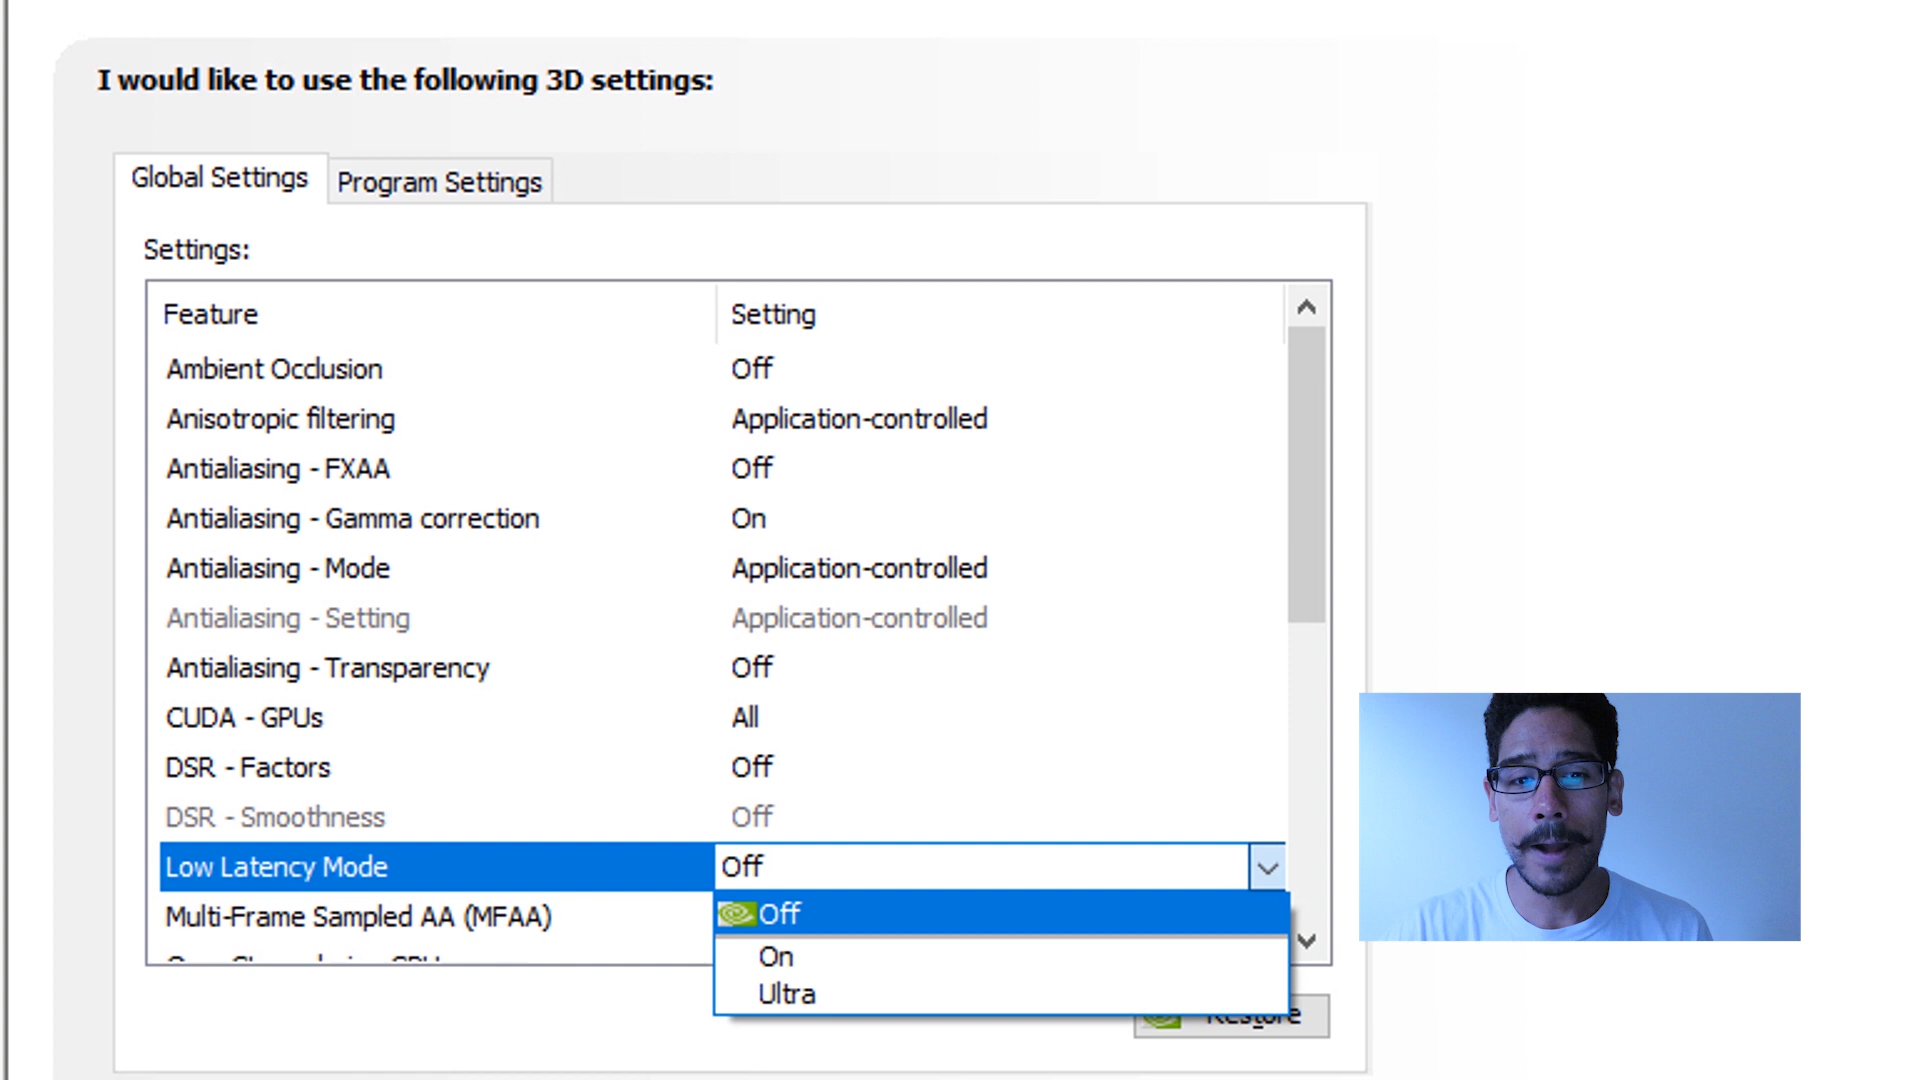 I would like to use the following 3D settings:
Global Settings
Program Settings
Settings:
Feature Setting
Ambient Occlusion Off
Anisotropic filtering Application-controlled
Antialiasing - FXAA Off
Antialiasing - Gamma correction On
Antialiasing - Mode Application-controlled
Antialiasing - Setting Application-controlled
Antialiasing - Transparency Off
CUDA - GPUs All
DSR - Factors Off
DSR - Smoothness Off
Low Latency Mode Off
Multi-Frame Sampled AA (MFAA)
Off
On
Ultra
Restore